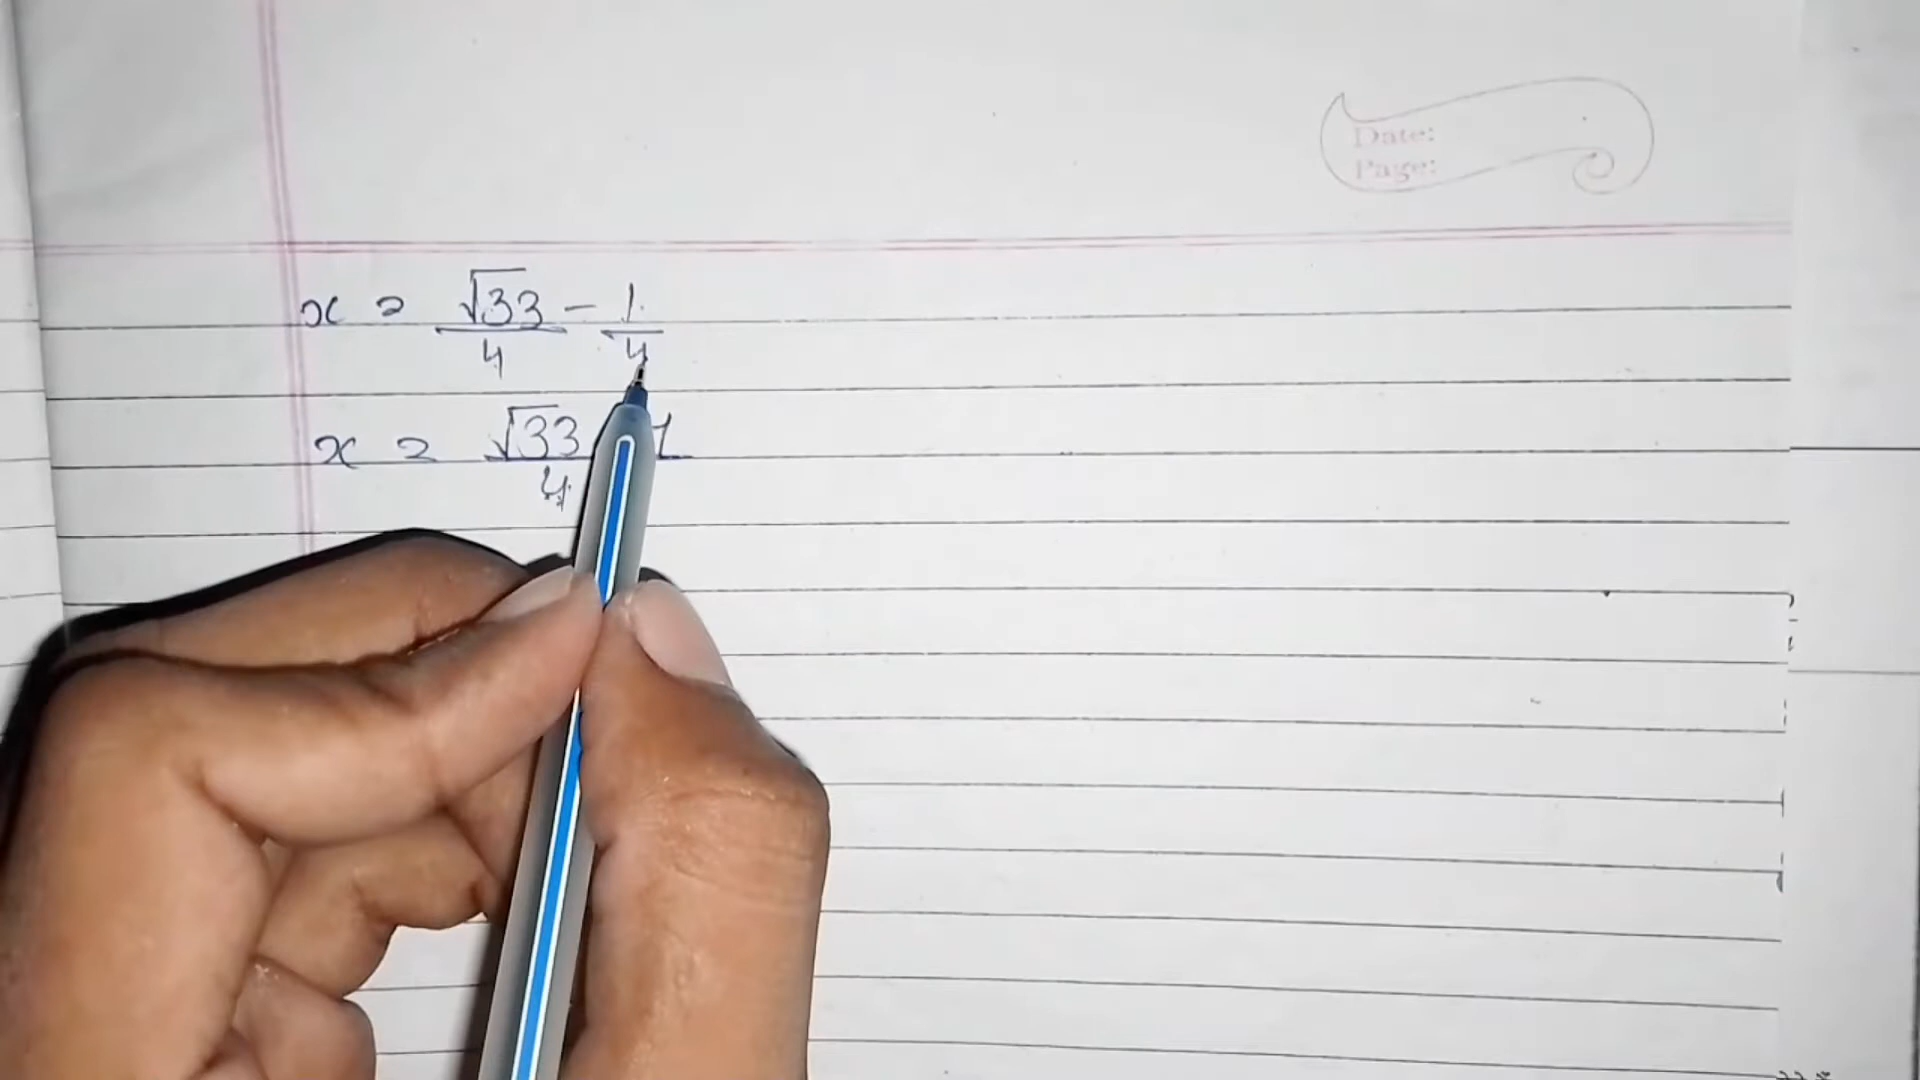 Date:
Page:
x = √33/4 - 1/4
x = √33 1/4